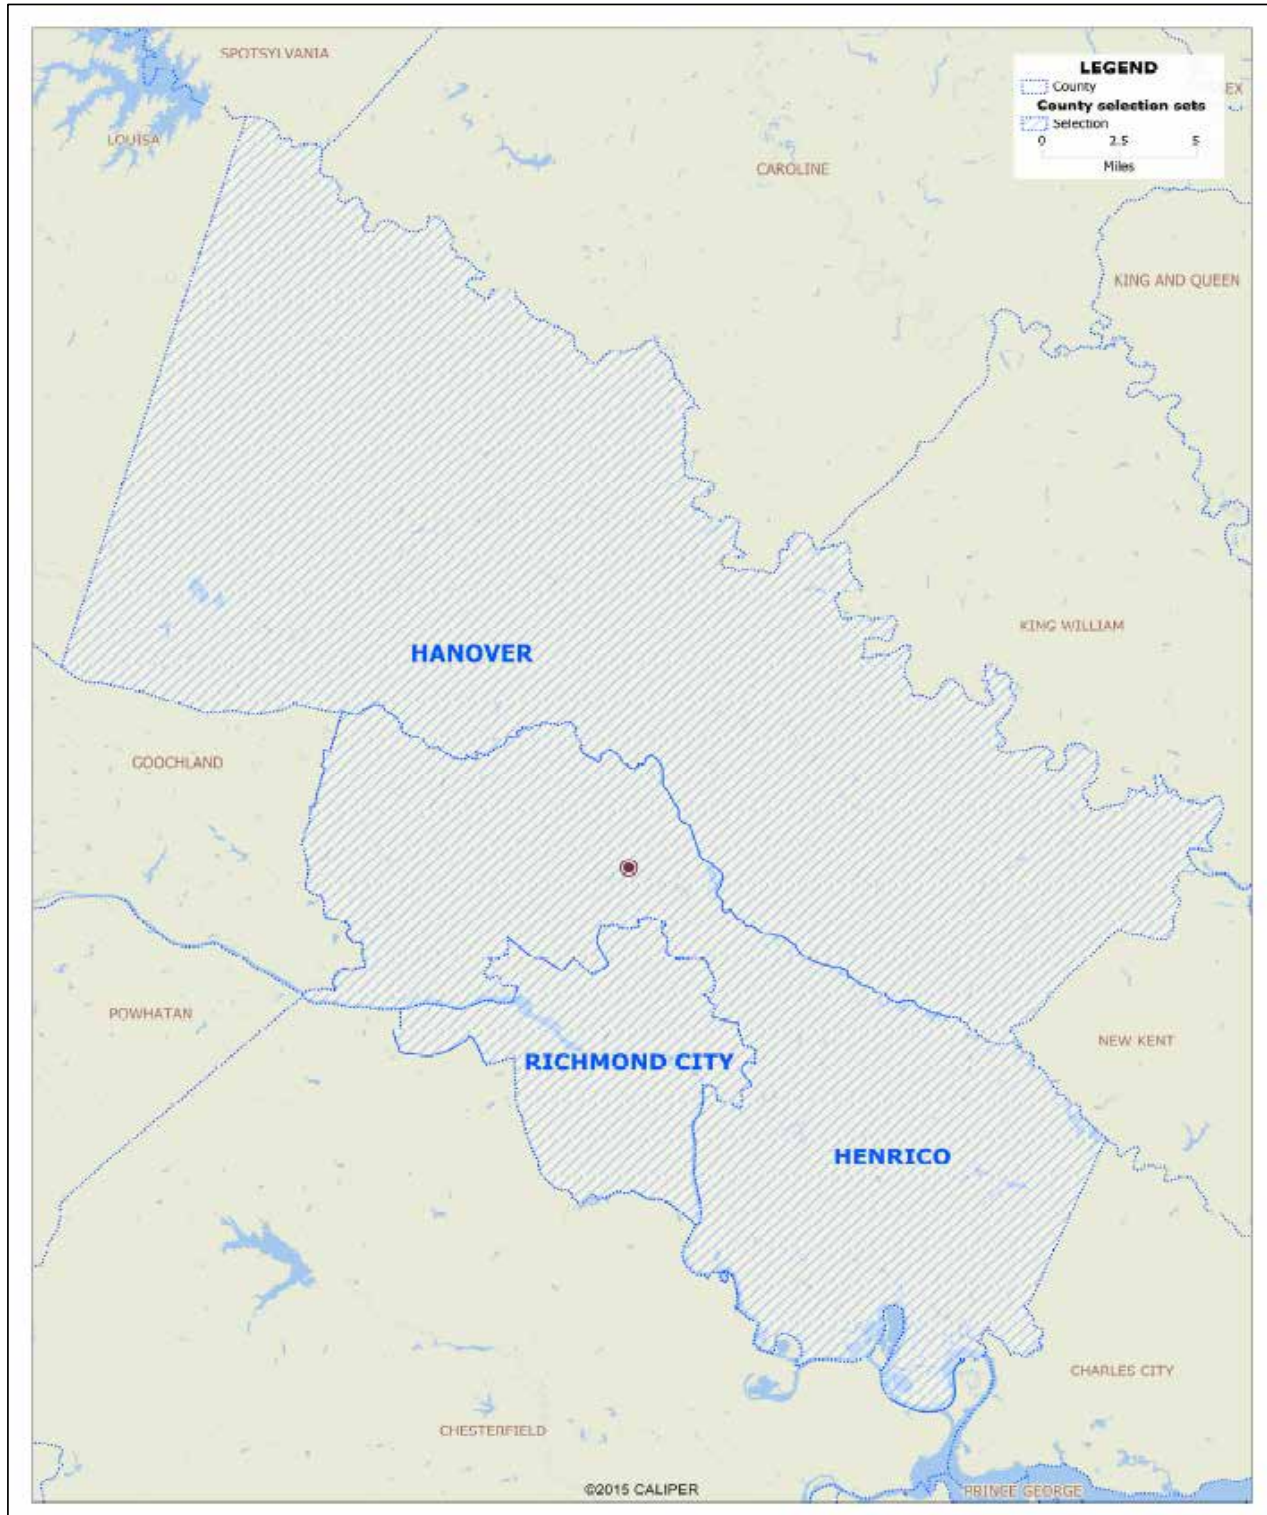 SPOTSYLVANIA
LEGEND
County
EX
County selection sets
Selection
0 2.5 5
Miles
LOUISA
CAROLINE
KING AND QUEEN
KING WILLIAM
HANOVER
GOOCHLAND
POWHATAN
NEW KENT
RICHMOND CITY
HENRICO
CHARLES CITY
CHESTERFIELD
©2015 CALIPER
PRINCE GEORGE